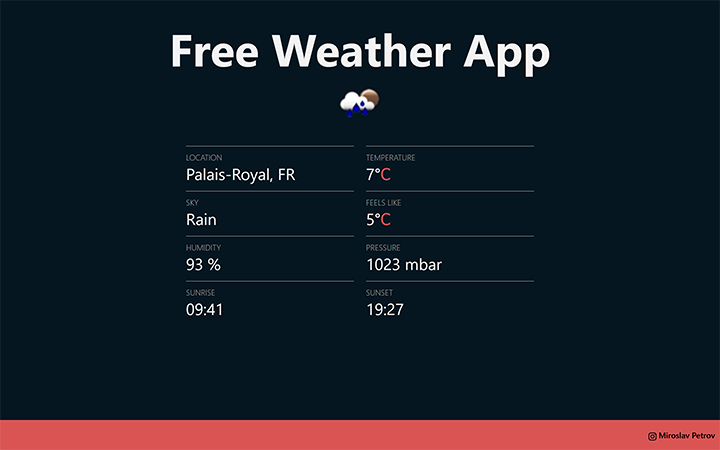 Free Weather App
LOCATION
Palais-Royal, FR
TEMPERATURE
7°C
SKY
Rain
FEELS LIKE
5°C
HUMIDITY
93 %
PRESSURE
1023 mbar
SUNRISE
09:41
SUNSET
19:27
Miroslav Petrov